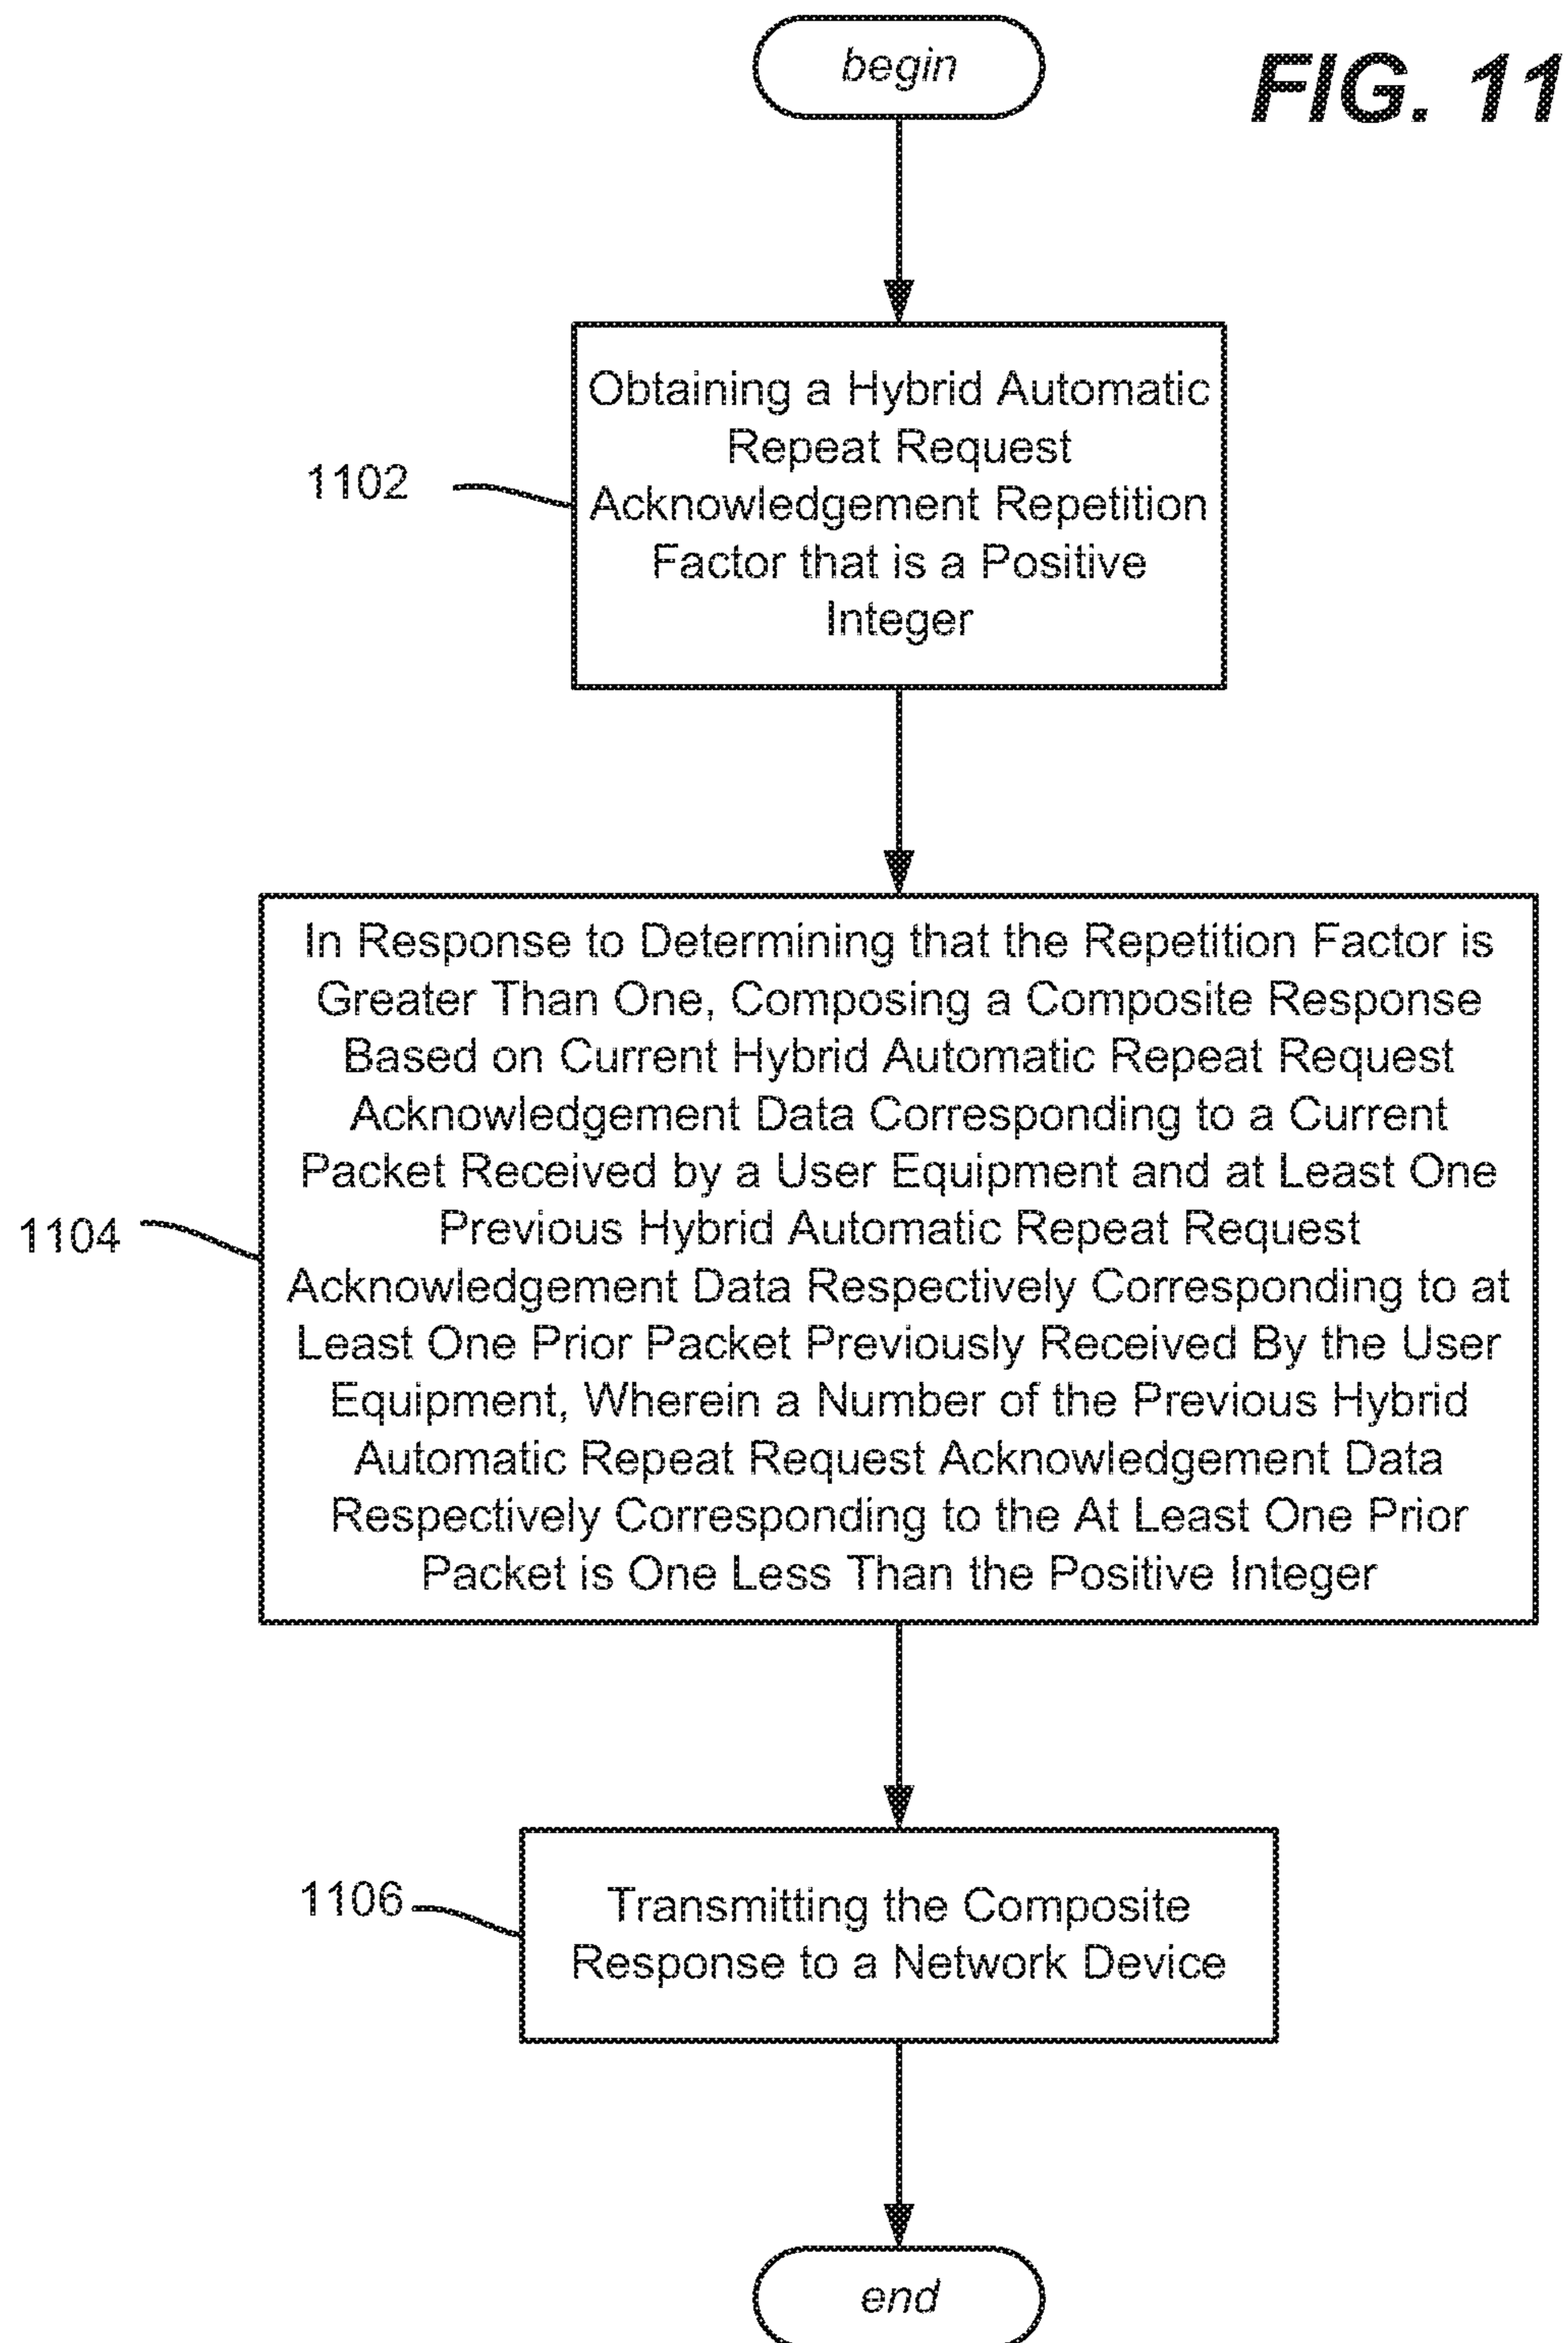 begin
FIG. 11
Obtaining a Hybrid Automatic
Repeat Request
Acknowledgement Repetition
Factor that is a Positive
Integer
1102
In Response to Determining that the Repetition Factor is
Greater Than One, Composing a Composite Response
Based on Current Hybrid Automatic Repeat Request
Acknowledgement Data Corresponding to a Current
Packet Received by a User Equipment and at Least One
Previous Hybrid Automatic Repeat Request
Acknowledgement Data Respectively Corresponding to at
Least One Prior Packet Previously Received By the User
Equipment, Wherein a Number of the Previous Hybrid
Automatic Repeat Request Acknowledgement Data
Respectively Corresponding to the At Least One Prior
Packet is One Less Than the Positive Integer
1104
Transmitting the Composite
Response to a Network Device
1106
end